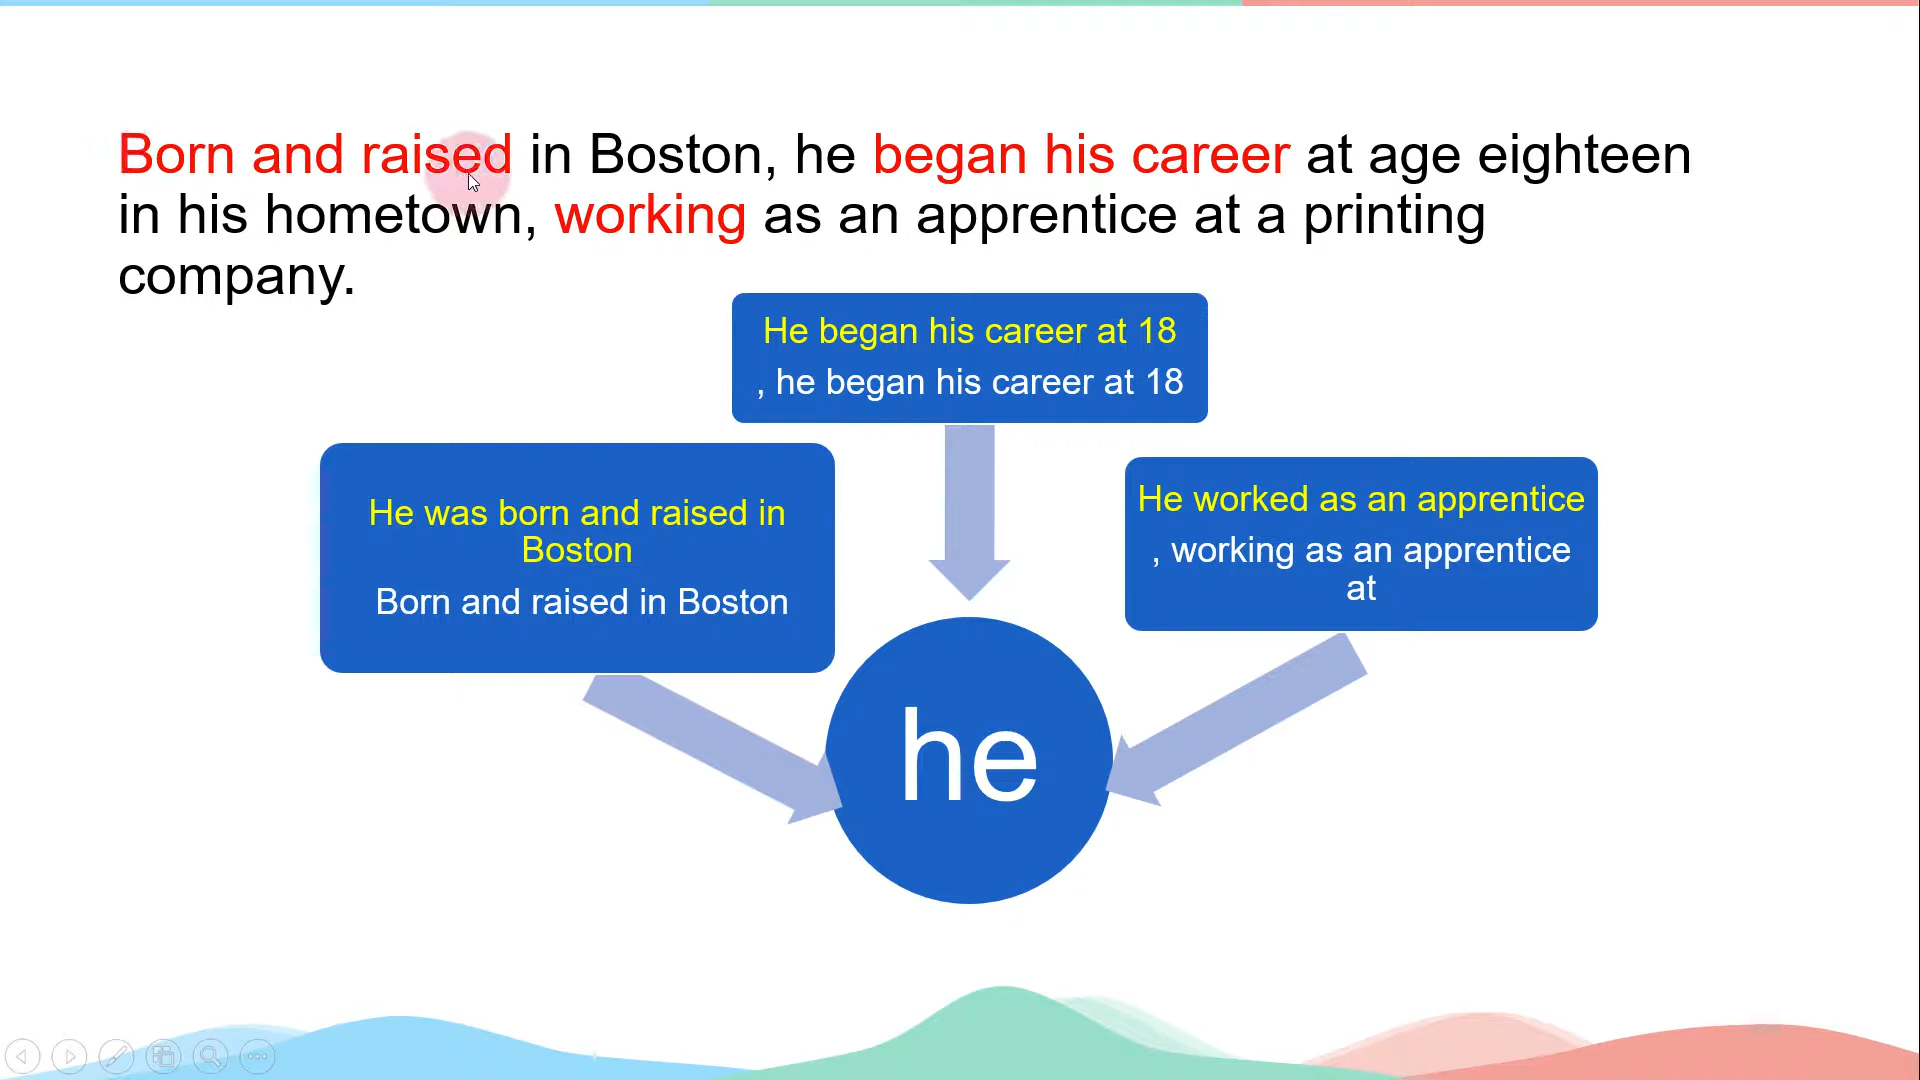 Born and raised in Boston, he began his career at age eighteen
in his hometown, working as an apprentice at a printing
company.
He began his career at 18
, he began his career at 18
He was born and raised in
Boston
Born and raised in Boston
He worked as an apprentice
, working as an apprentice
at
he